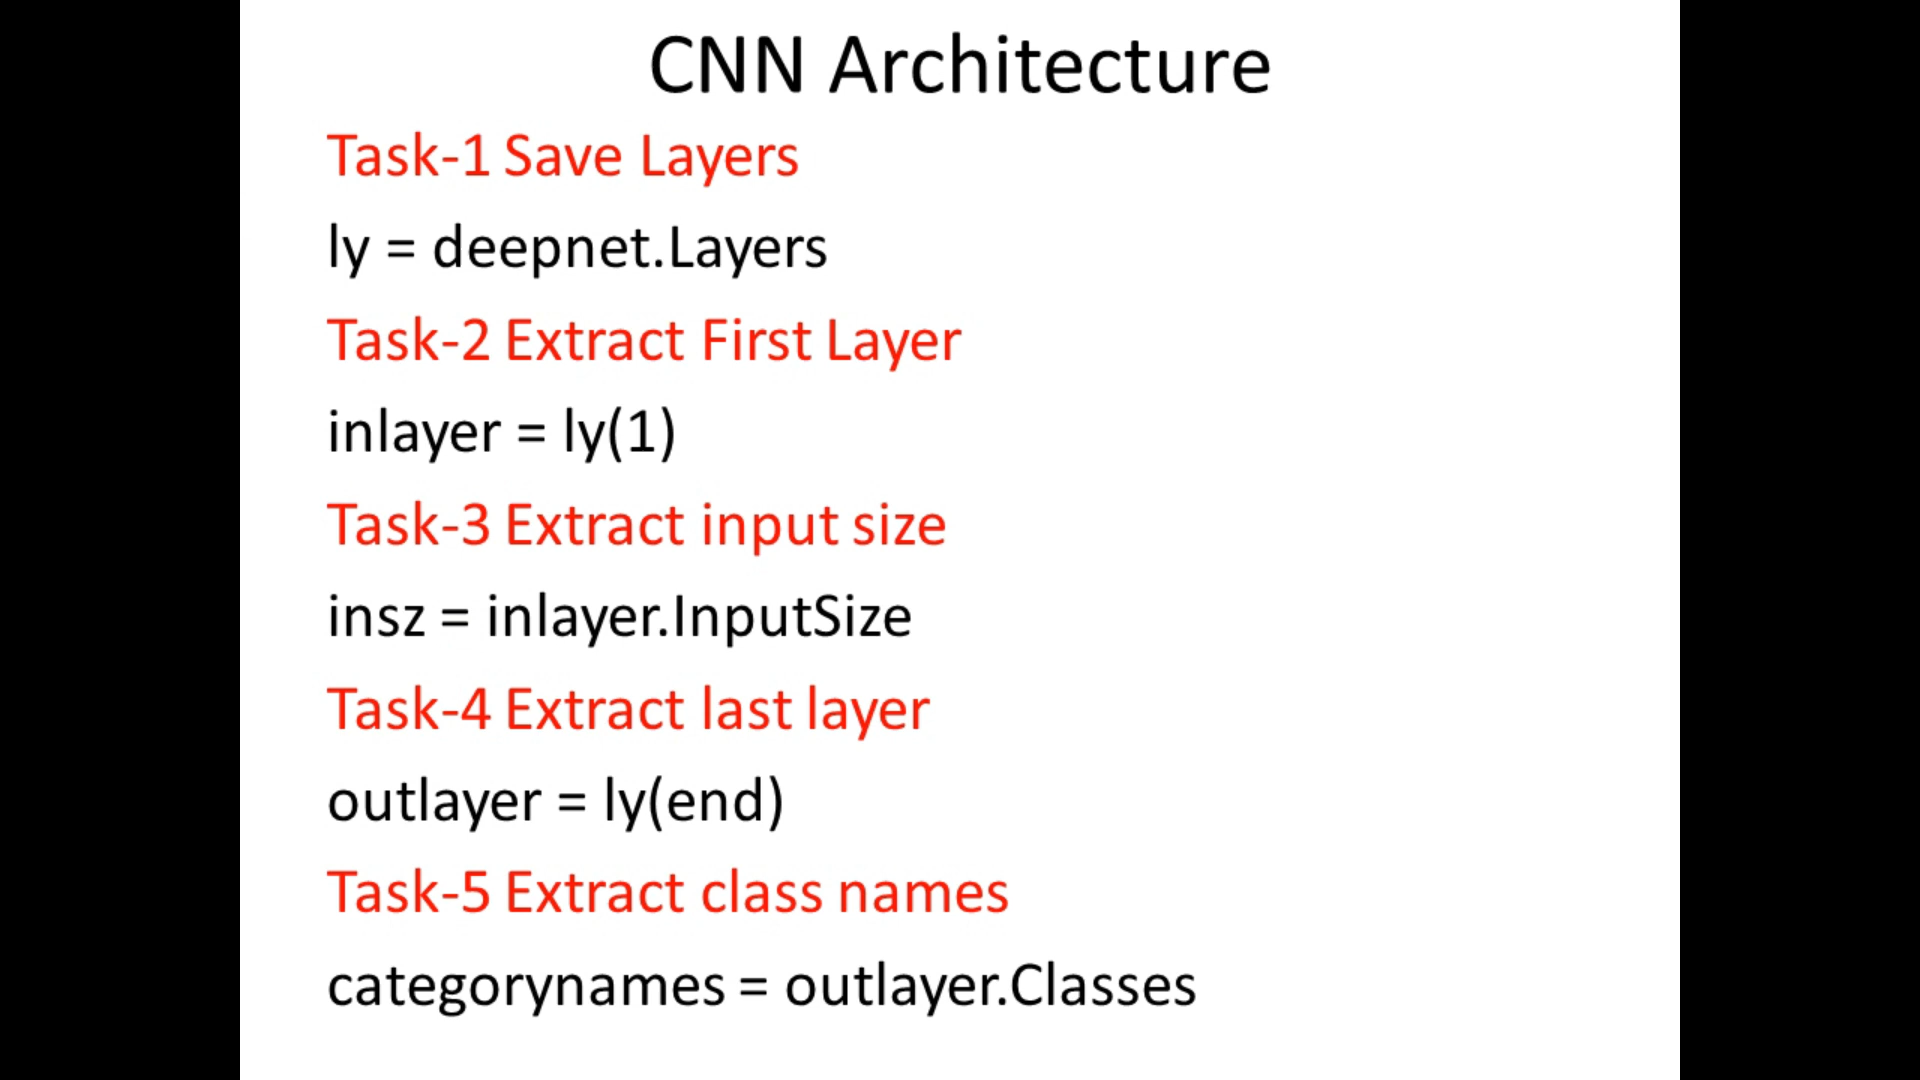 CNN Architecture
Task-1 Save Layers
ly = deepnet.Layers
Task-2 Extract First Layer
inlayer = ly(1)
Task-3 Extract input size
insz = inlayer.InputSize
Task-4 Extract last layer
outlayer = ly(end)
Task-5 Extract class names
categorynames = outlayer.Classes